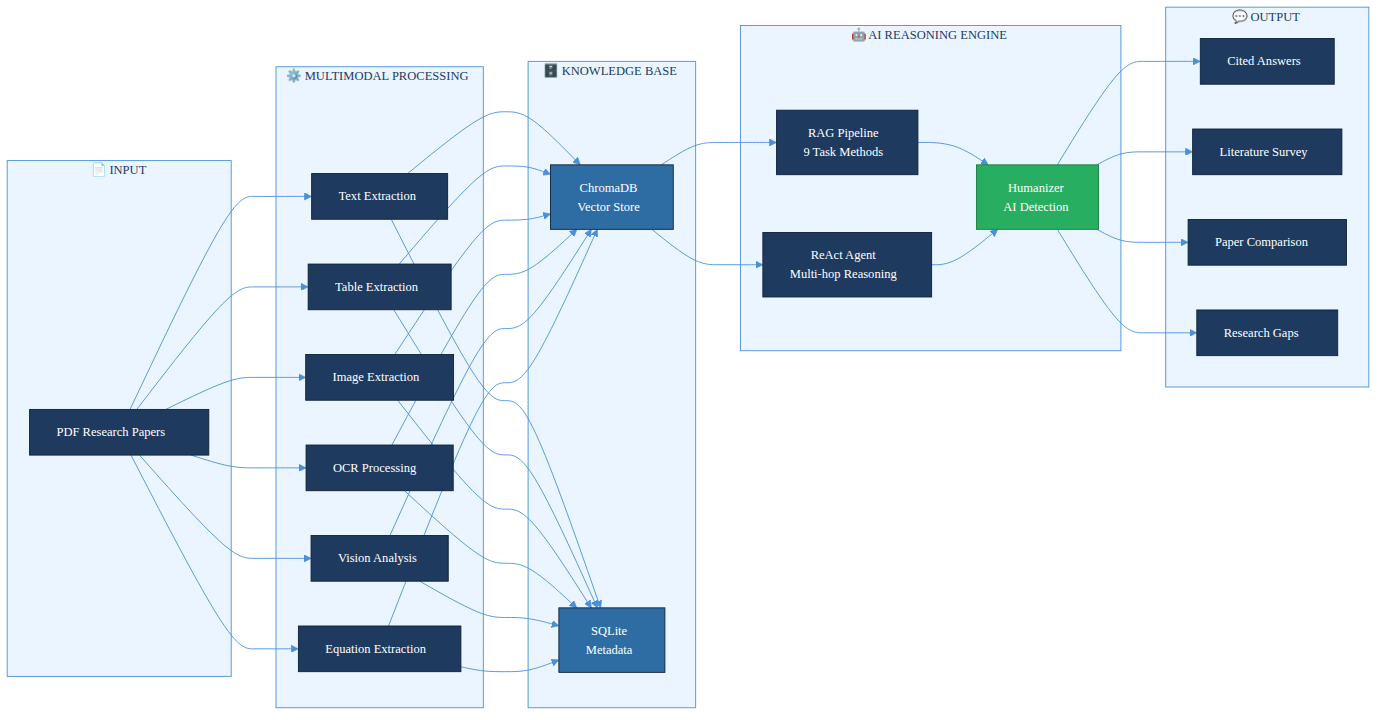 📄 INPUT
PDF Research Papers
⚙️ MULTIMODAL PROCESSING
Text Extraction
Table Extraction
Image Extraction
OCR Processing
Vision Analysis
Equation Extraction
🗄️ KNOWLEDGE BASE
ChromaDB
Vector Store
SQLite
Metadata
🤖 AI REASONING ENGINE
RAG Pipeline
9 Task Methods
ReAct Agent
Multi-hop Reasoning
Humanizer
AI Detection
💬 OUTPUT
Cited Answers
Literature Survey
Paper Comparison
Research Gaps